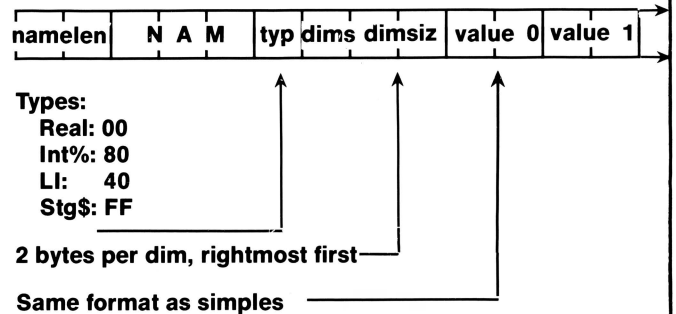 namelen N A M typ dims dimsiz value 0 value 1
Types:
Real: 00
Int%: 80
LI: 40
Stg$: FF
2 bytes per dim, rightmost first
Same format as simples